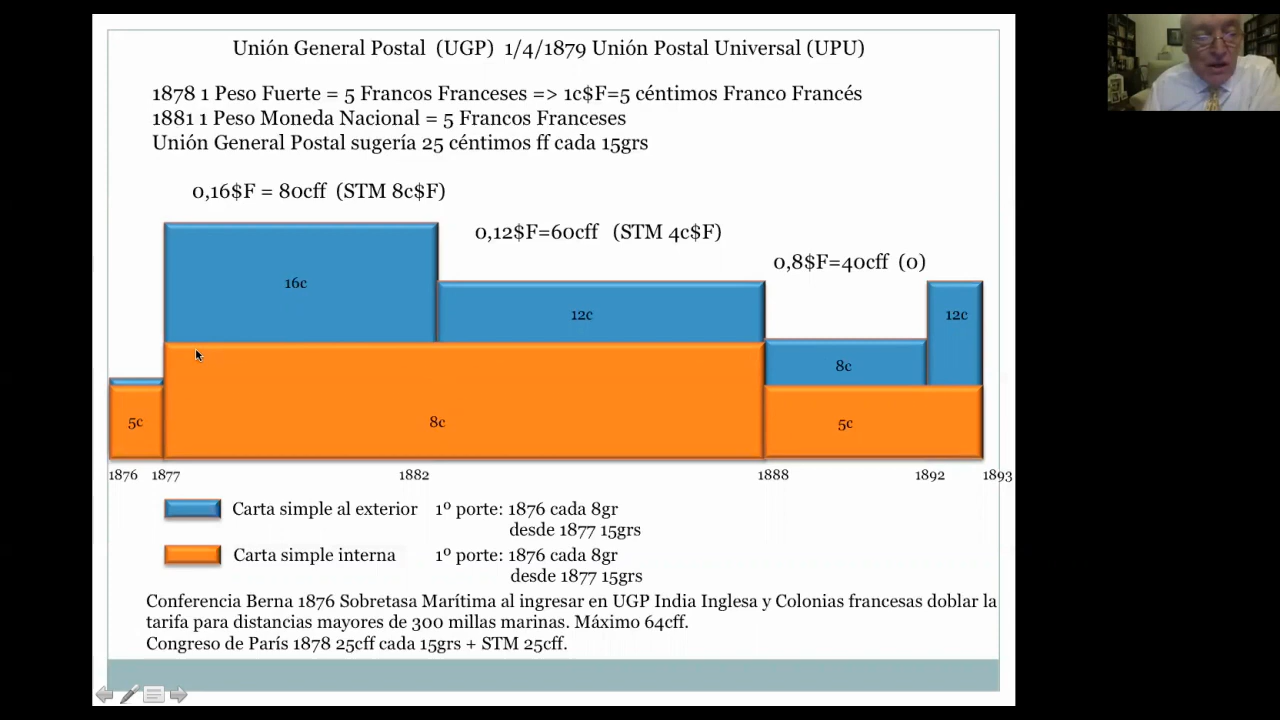 Unión General Postal (UGP) 1/4/1879 Unión Postal Universal (UPU)
1878 1 Peso Fuerte = 5 Francos Franceses => 1c$F=5 céntimos Franco Francés
1881 1 Peso Moneda Nacional = 5 Francos Franceses
Unión General Postal sugería 25 céntimos ff cada 15grs
0,16$F = 80cff (STM 8c$F)
0,12$F=60cff (STM 4c$F)
0,8$F=40cff (0)
16c
12c
12c
8c
5c
8c
5c
1876 1877 1882 1888 1892 1893
Carta simple al exterior 1º porte: 1876 cada 8gr
desde 1877 15grs
Carta simple interna 1º porte: 1876 cada 8gr
desde 1877 15grs
Conferencia Berna 1876 Sobretasa Marítima al ingresar en UGP India Inglesa y Colonias francesas doblar la
tarifa para distancias mayores de 300 millas marinas. Máximo 64cff.
Congreso de París 1878 25cff cada 15grs + STM 25cff.